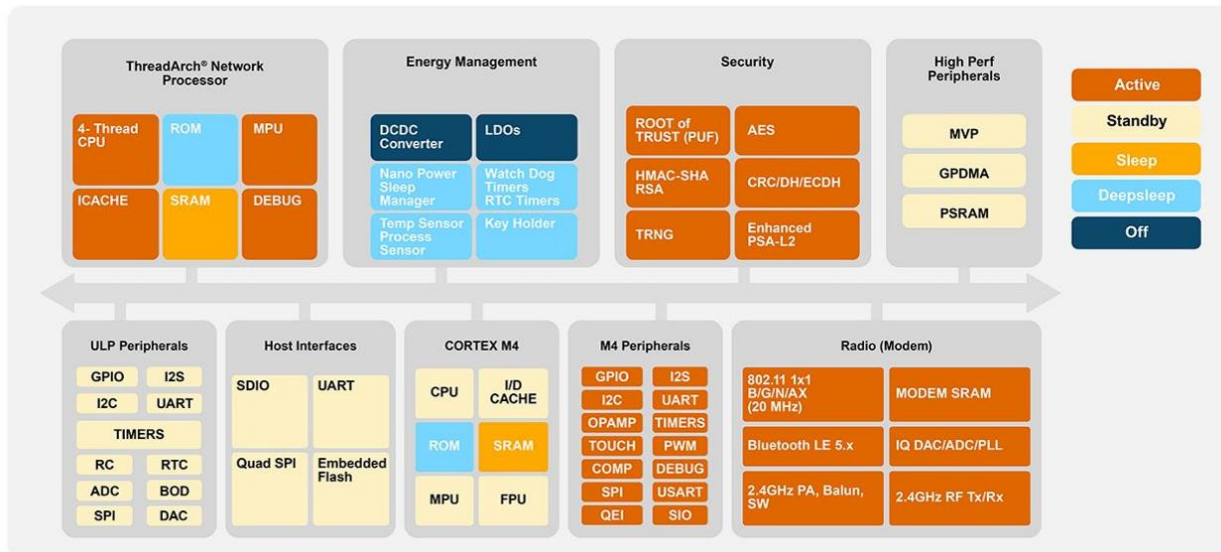 ThreadArch® Network
Processor
4- Thread
CPU
ROM
MPU
ICACHE
SRAM
DEBUG
Energy Management
DCDC
Converter
LDOs
Nano Power
Sleep
Manager
Watch Dog
Timers
RTC Timers
Temp Sensor
Process
Sensor
Key Holder
Security
ROOT of
TRUST (PUF)
AES
HMAC-SHA
RSA
CRC/DH/ECDH
TRNG
Enhanced
PSA-L2
High Perf
Peripherals
MVP
GPDMA
PSRAM
Active
Standby
Sleep
Deepsleep
Off
ULP Peripherals
GPIO
I2S
I2C
UART
TIMERS
RC
RTC
ADC
BOD
SPI
DAC
Host Interfaces
SDIO
UART
Quad SPI
Embedded
Flash
CORTEX M4
CPU
I/D
CACHE
ROM
SRAM
MPU
FPU
M4 Peripherals
GPIO
I2S
I2C
UART
OPAMP
TIMERS
TOUCH
PWM
COMP
DEBUG
SPI
USART
QEI
SIO
Radio (Modem)
802.11 1x1
B/G/N/AX
(20 MHz)
MODEM SRAM
Bluetooth LE 5.x
IQ DAC/ADC/PLL
2.4GHz PA, Balun,
SW
2.4GHz RF Tx/Rx